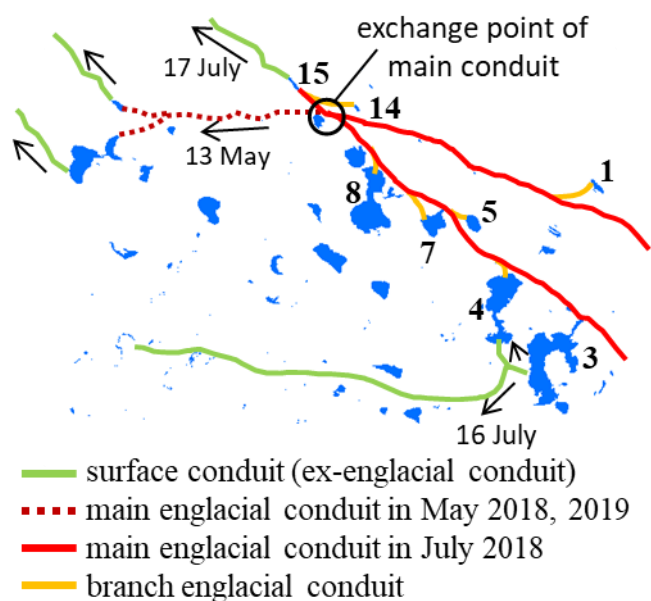 exchange point of
main conduit
17 July
15
14
13 May
1
8
5
7
4
3
16 July
surface conduit (ex-englacial conduit)
main englacial conduit in May 2018, 2019
main englacial conduit in July 2018
branch englacial conduit